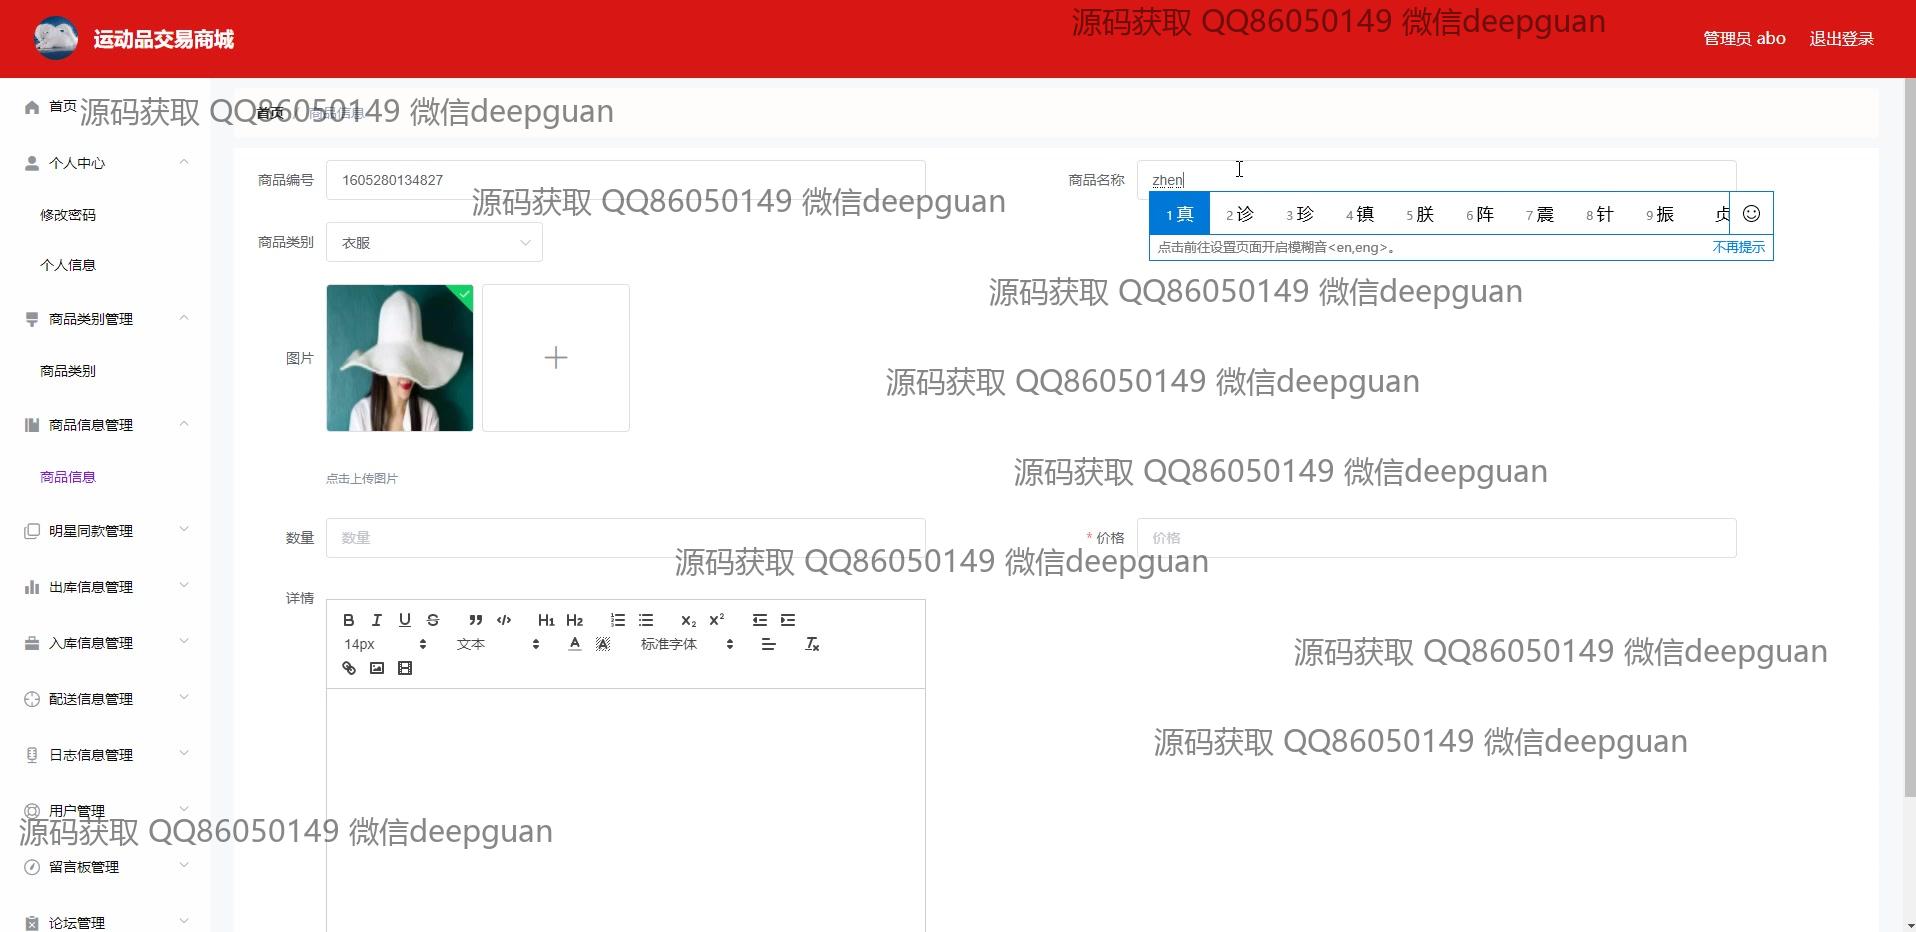 运动品交易商城
源码获取 QQ86050149 微信deepguan
管理员 abo 退出登录
首页
源码获取 QQ86050149 微信deepguan
首页 / 商品信息
个人中心
修改密码
个人信息
商品类别管理
商品类别
商品信息管理
商品信息
明星同款管理
出库信息管理
入库信息管理
配送信息管理
日志信息管理
用户管理
源码获取 QQ86050149 微信deepguan
留言板管理
论坛管理
商品编号 1605280134827
商品名称 zhen
源码获取 QQ86050149 微信deepguan
1 真 2 诊 3 珍 4 镇 5 朕 6 阵 7 震 8 针 9 振 贞
点击前往设置页面开启模糊音<en,eng>。 不再提示
商品类别 衣服
源码获取 QQ86050149 微信deepguan
图片
源码获取 QQ86050149 微信deepguan
点击上传图片
源码获取 QQ86050149 微信deepguan
数量 数量
* 价格 价格
源码获取 QQ86050149 微信deepguan
详情
B I U S H1 H2 x2 x2
14px 文本 A A 标准字体 Tx
源码获取 QQ86050149 微信deepguan
源码获取 QQ86050149 微信deepguan